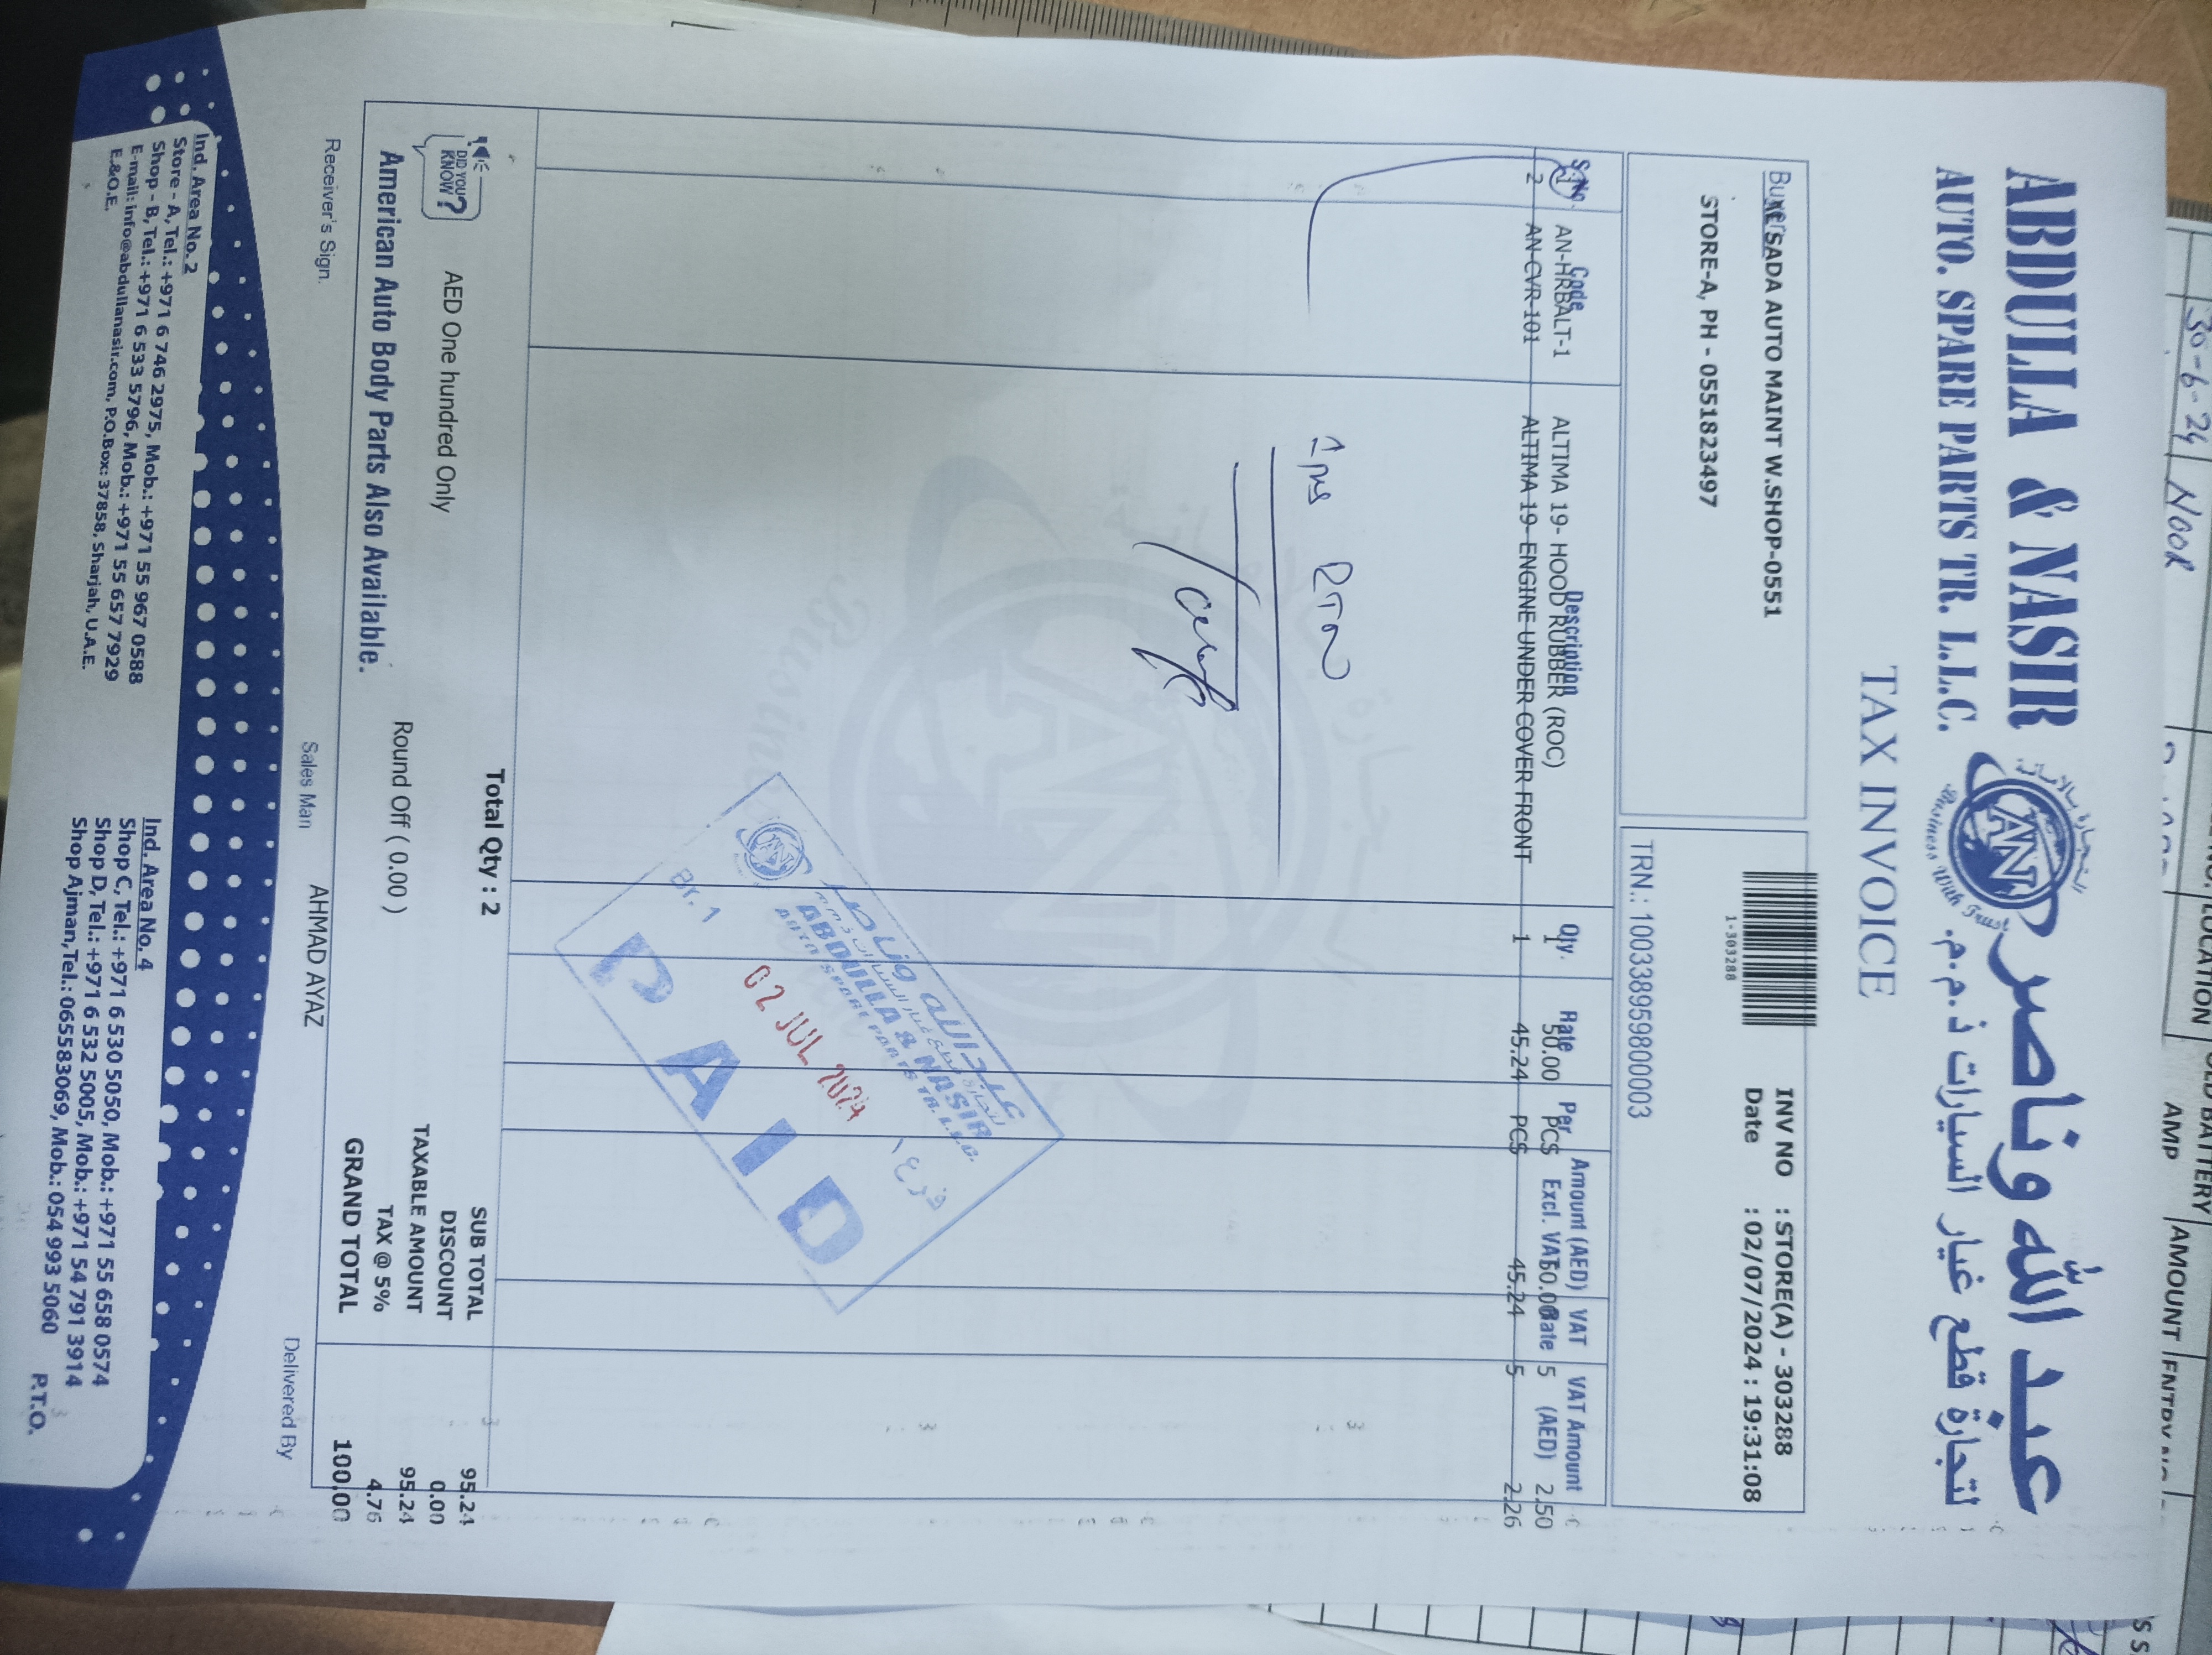 ABDULLA & NASIR عبد الله وناصر
AUTO. SPARE PARTS TR. L.L.C. لتجارة قطع غيار السيارات ذ.م.م.
AN
Business With Trust
TAX INVOICE
Buyer
SADA AUTO MAINT W.SHOP-0551
STORE-A, PH - 0551823497
1-303288
INV NO : STORE(A) - 303288
Date : 02/07/2024 : 19:31:08
TRN.: 100338959800003
S.No. Code Description Qty. Rate Per Amount (AED) Excl. VAT VAT Rate VAT Amount (AED)
1 AN-HRBALT-1 ALTIMA 19- HOOD RUBBER (ROC) 1 50.00 PCS 50.00 5 2.50
2 AN-CVR-101 ALTIMA 19- ENGINE UNDER COVER FRONT 1 45.24 PCS 45.24 5 2.26
عبد الله وناصر
ABDULLA & NASIR
AUTO SPARE PARTS TR. L.L.C.
Br. 1
02 JUL 2024
فرع ١
PAID
Total Qty : 2
SUB TOTAL 95.24
DID YOU KNOW?
AED One hundred Only
DISCOUNT 0.00
Round Off ( 0.00 )
TAXABLE AMOUNT 95.24
American Auto Body Parts Also Available.
TAX @ 5% 4.76
GRAND TOTAL 100.00
Receiver's Sign.
Sales Man
AHMAD AYAZ
Delivered By
Ind. Area No. 2
Store - A, Tel.: +971 6 746 2975, Mob.: +971 55 967 0588
Shop - B, Tel.: +971 6 533 5796, Mob.: +971 55 657 7929
E-mail: info@abdullanasir.com, P.O.Box: 37858, Sharjah, U.A.E.
E.&O.E.
Ind. Area No. 4
Shop C, Tel.: +971 6 530 5050, Mob.: +971 55 658 0574
Shop D, Tel.: +971 6 532 5005, Mob.: +971 54 791 3914
Shop Ajman, Tel.: 065583069, Mob.: 054 993 5060
P.T.O.
30-6-24 NOOR
LOCATION
AMP
AMOUNT